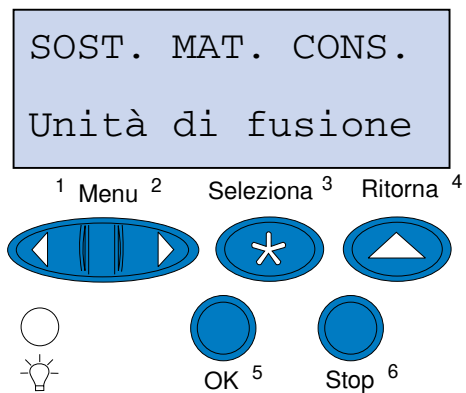 SOST. MAT. CONS.
Unità di fusione
1 Menu 2 Seleziona 3 Ritorna 4
OK 5 Stop 6